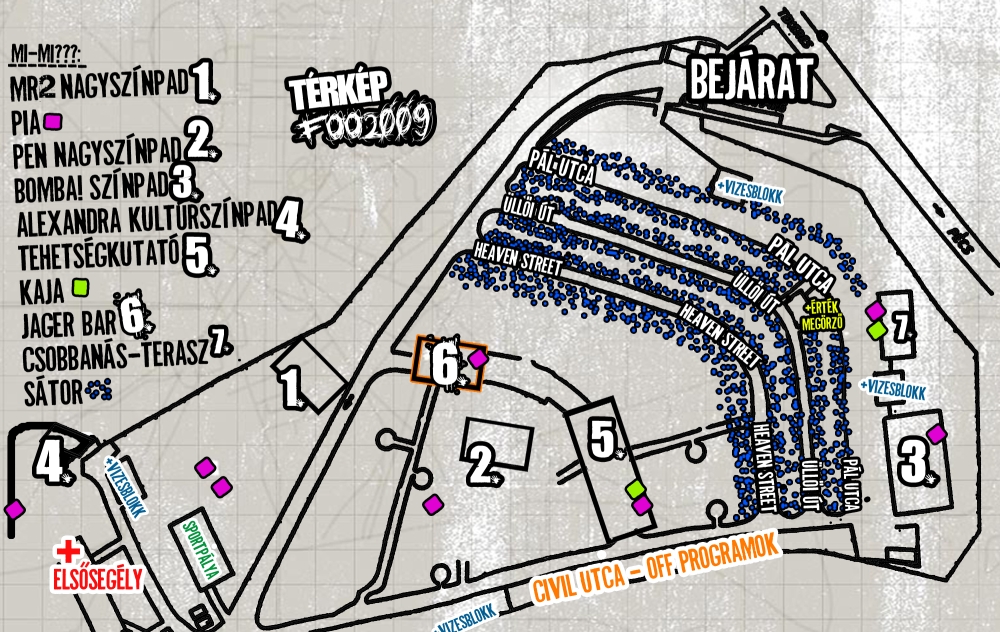 MI-MI???:
MR2 NAGYSZÍNPAD 1.
PIA
PEN NAGYSZÍNPAD 2.
BOMBA! SZÍNPAD 3.
ALEXANDRA KULTÚRSZÍNPAD 4.
TEHETSÉGKUTATÓ 5.
KAJA
JAGER BAR 6.
CSOBBANÁS-TERASZ 7.
SÁTOR
TÉRKÉP
FOO2009
BEJÁRAT
PÁL UTCA
+VIZESBLOKK
ÜLLŐI ÚT
PÁL UTCA
HEAVEN STREET
ÜLLŐI ÚT
+ÉRTÉK
MEGŐRZŐ
HEAVEN STREET
PÉCS
7.
6.
1.
+VIZESBLOKK
5.
2.
3.
4.
+VIZESBLOKK
HEAVEN STREET
ÜLLŐI ÚT
PÁL UTCA
SPORTPÁLYA
+
ELSŐSEGÉLY
CIVIL UTCA - OFF PROGRAMOK
+VIZESBLOKK